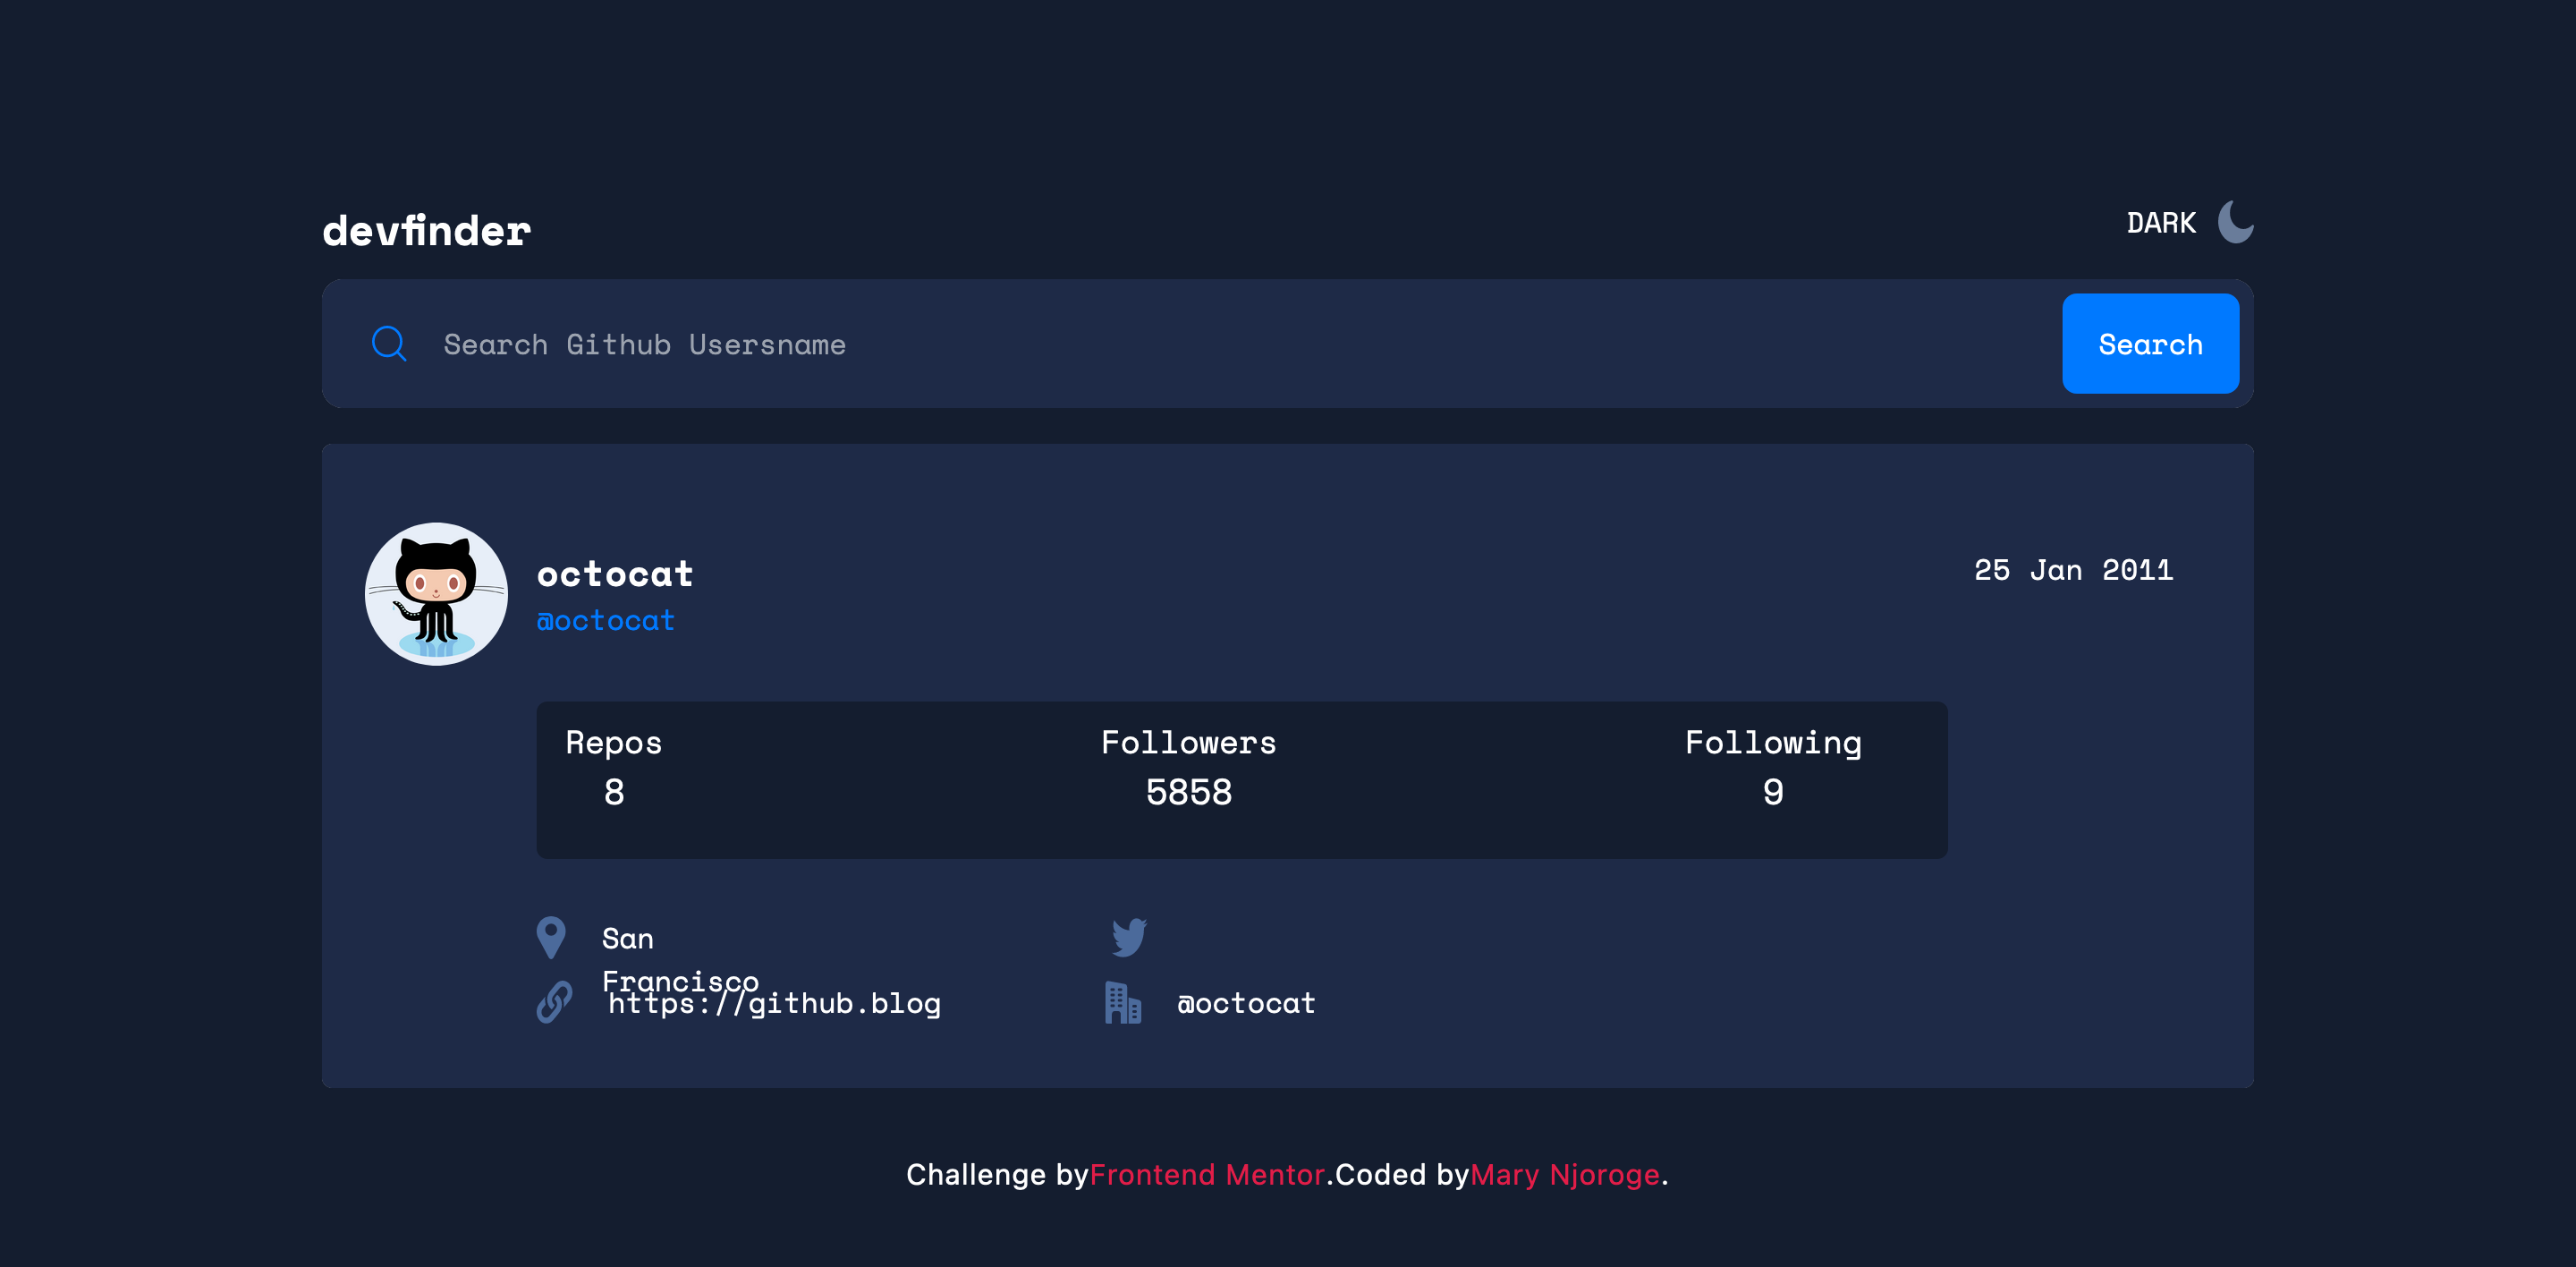 devfinder
DARK
Search Github Usersname
Search
octocat
25 Jan 2011
@octocat
Repos
Followers
Following
8
5858
9
San
Francisco
https://github.blog
@octocat
Challenge byFrontend Mentor.Coded byMary Njoroge.